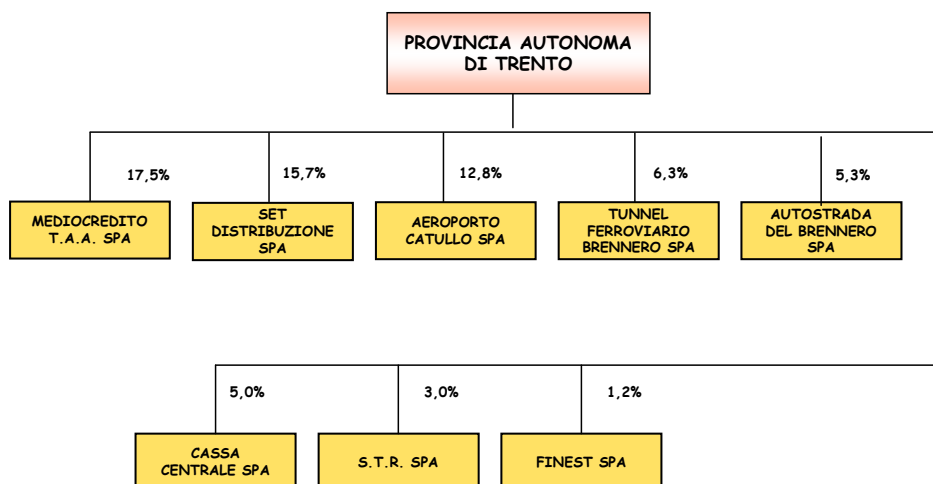 PROVINCIA AUTONOMA
DI TRENTO
17,5%
15,7%
12,8%
6,3%
5,3%
MEDIOCREDITO
T.A.A. SPA
SET
DISTRIBUZIONE
SPA
AEROPORTO
CATULLO SPA
TUNNEL
FERROVIARIO
BRENNERO SPA
AUTOSTRADA
DEL BRENNERO
SPA
5,0%
3,0%
1,2%
CASSA
CENTRALE SPA
S.T.R. SPA
FINEST SPA